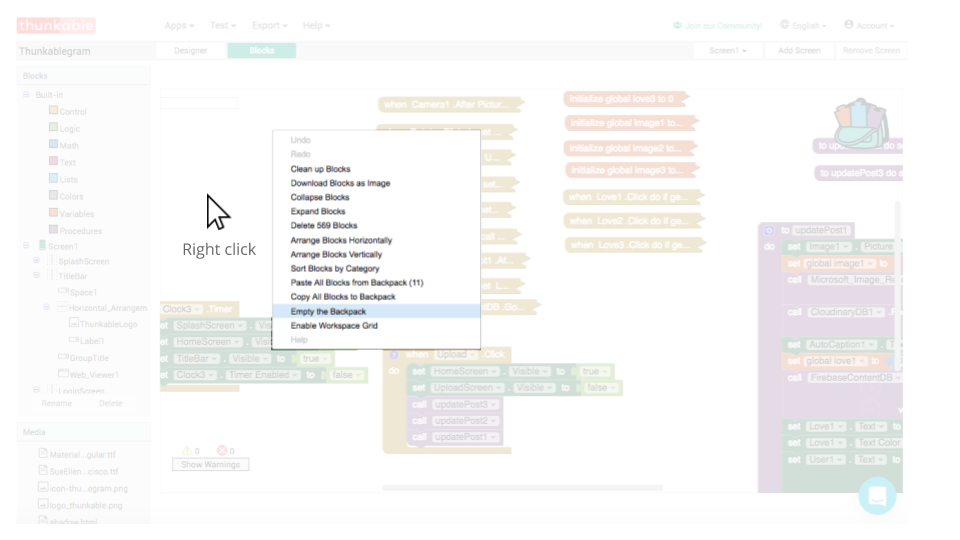 thunkable
Apps Test Export Help
Join our Community! English Account
Thunkablegram
Designer Blocks
Screen1 Add Screen Remove Screen
Blocks
Built-in
Control
Logic
Math
Text
Lists
Colors
Variables
Procedures
Screen1
SplashScreen
TitleBar
Space1
Horizontal_Arrangem
ThunkableLogo
Label1
GroupTitle
Web_Viewer1
LoginScreen
Rename Delete
Media
Material...gular.ttf
SueEllen...cisco.ttf
icon-thu...egram.png
logo_thunkable.png
shadow.html
Right click
Undo
Redo
Clean up Blocks
Download Blocks as Image
Collapse Blocks
Expand Blocks
Delete 569 Blocks
Arrange Blocks Horizontally
Arrange Blocks Vertically
Sort Blocks by Category
Paste All Blocks from Backpack (11)
Copy All Blocks to Backpack
Empty the Backpack
Enable Workspace Grid
Help
when Camera1 .After Pictur...
initialize global love3 to 0
initialize global image1 to...
initialize global image2 to...
initialize global image3 to...
when Love1 .Click do if ge...
when Love2 .Click do if ge...
when Love3 .Click do if ge...
to updatePost3 do s
Clock3 .Timer
set SplashScreen . Vis
set HomeScreen . Visi
set TitleBar . Visible to true
set Clock3 . Timer Enabled to false
0 0
Show Warnings
when Upload .Click
do set HomeScreen . Visible to true
set UploadScreen . Visible to false
call updatePost3
call updatePost2
call updatePost1
to updatePost1
do set Image1 . Picture
set global image1 to
call Microsoft_Image_Re
call CloudinaryDB1
set AutoCaption1
set global love1 to
call FirebaseContentDB
set Love1 . Text to
set Love1 . Text Color
set User1 . Text to